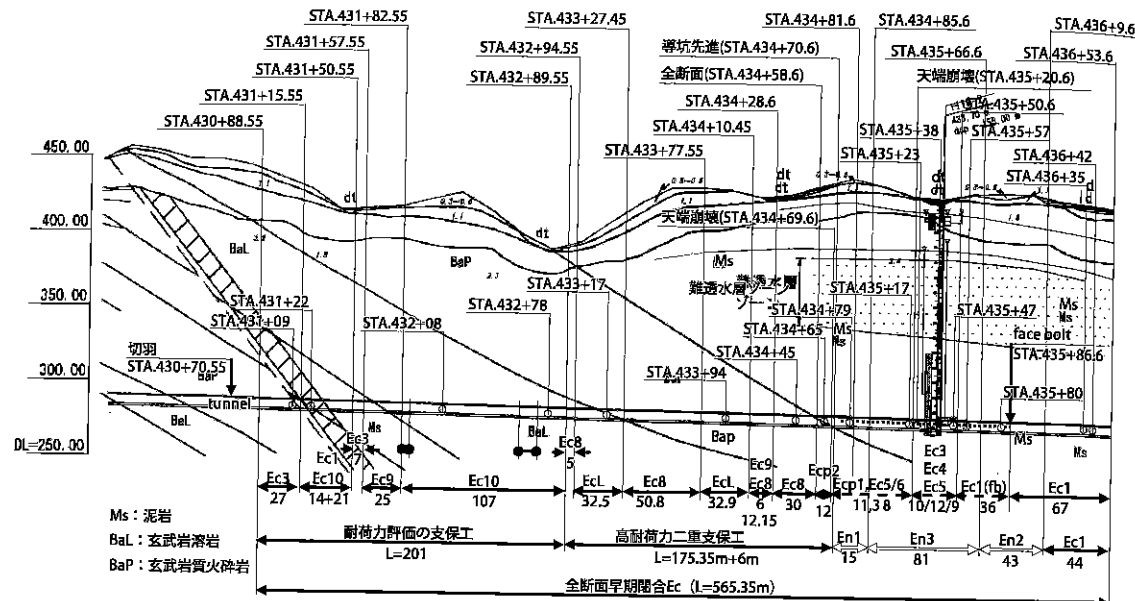 STA.431+82.55
STA.431+57.55
STA.431+50.55
STA.431+15.55
STA.430+88.55
STA.433+27.45
STA.432+94.55
STA.432+89.55
STA.434+81.6
導坑先進(STA.434+70.6)
全断面(STA.434+58.6)
STA.434+28.6
STA.434+10.45
STA.433+77.55
STA.434+85.6
STA.435+66.6
天端崩壊(STA.435+20.6)
STA.436+9.6
STA.436+53.6
STA.435+50.6
STA.435+38
STA.435+57
STA.435+23
STA.436+42
STA.436+35
天端崩壊(STA.434+69.6)
450.00
400.00
350.00
300.00
DL=250.00
dt
dt
dt
dt
dt
BaL
BaP
Ms
難透水層
難透水層ゾーン
Ms
Ms
Ms
Ms
STA.431+22
STA.431+09
STA.432+08
STA.433+17
STA.432+78
STA.435+17
STA.434+79
STA.434+65
STA.434+45
STA.433+94
STA.435+47
face bolt
STA.435+86.6
STA.435+80
切羽
STA.430+70.55
BaP
tunnel
BaL
Ms
BaL
Bap
Ms
Ms
Ec3
7
Ec1
Ec8
5
Ec9
Ecp2
Ec3
Ec4
Ec3 Ec10 Ec9 Ec10 EcL Ec8 EcL Ec8 Ec8 Ecp1 Ec5/6 Ec5 Ec1(fb) Ec1
27 14+21 25 107 32.5 50.8 32.9 6 30 12 11,38 10/12/9 36 67
12,15
Ms：泥岩
BaL：玄武岩溶岩
BaP：玄武岩質火砕岩
耐荷力評価の支保工
L=201
高耐荷力二重支保工
L=175.35m+6m
En1 En3 En2 Ec1
15 81 43 44
全断面早期閉合Ec（L=565.35m）